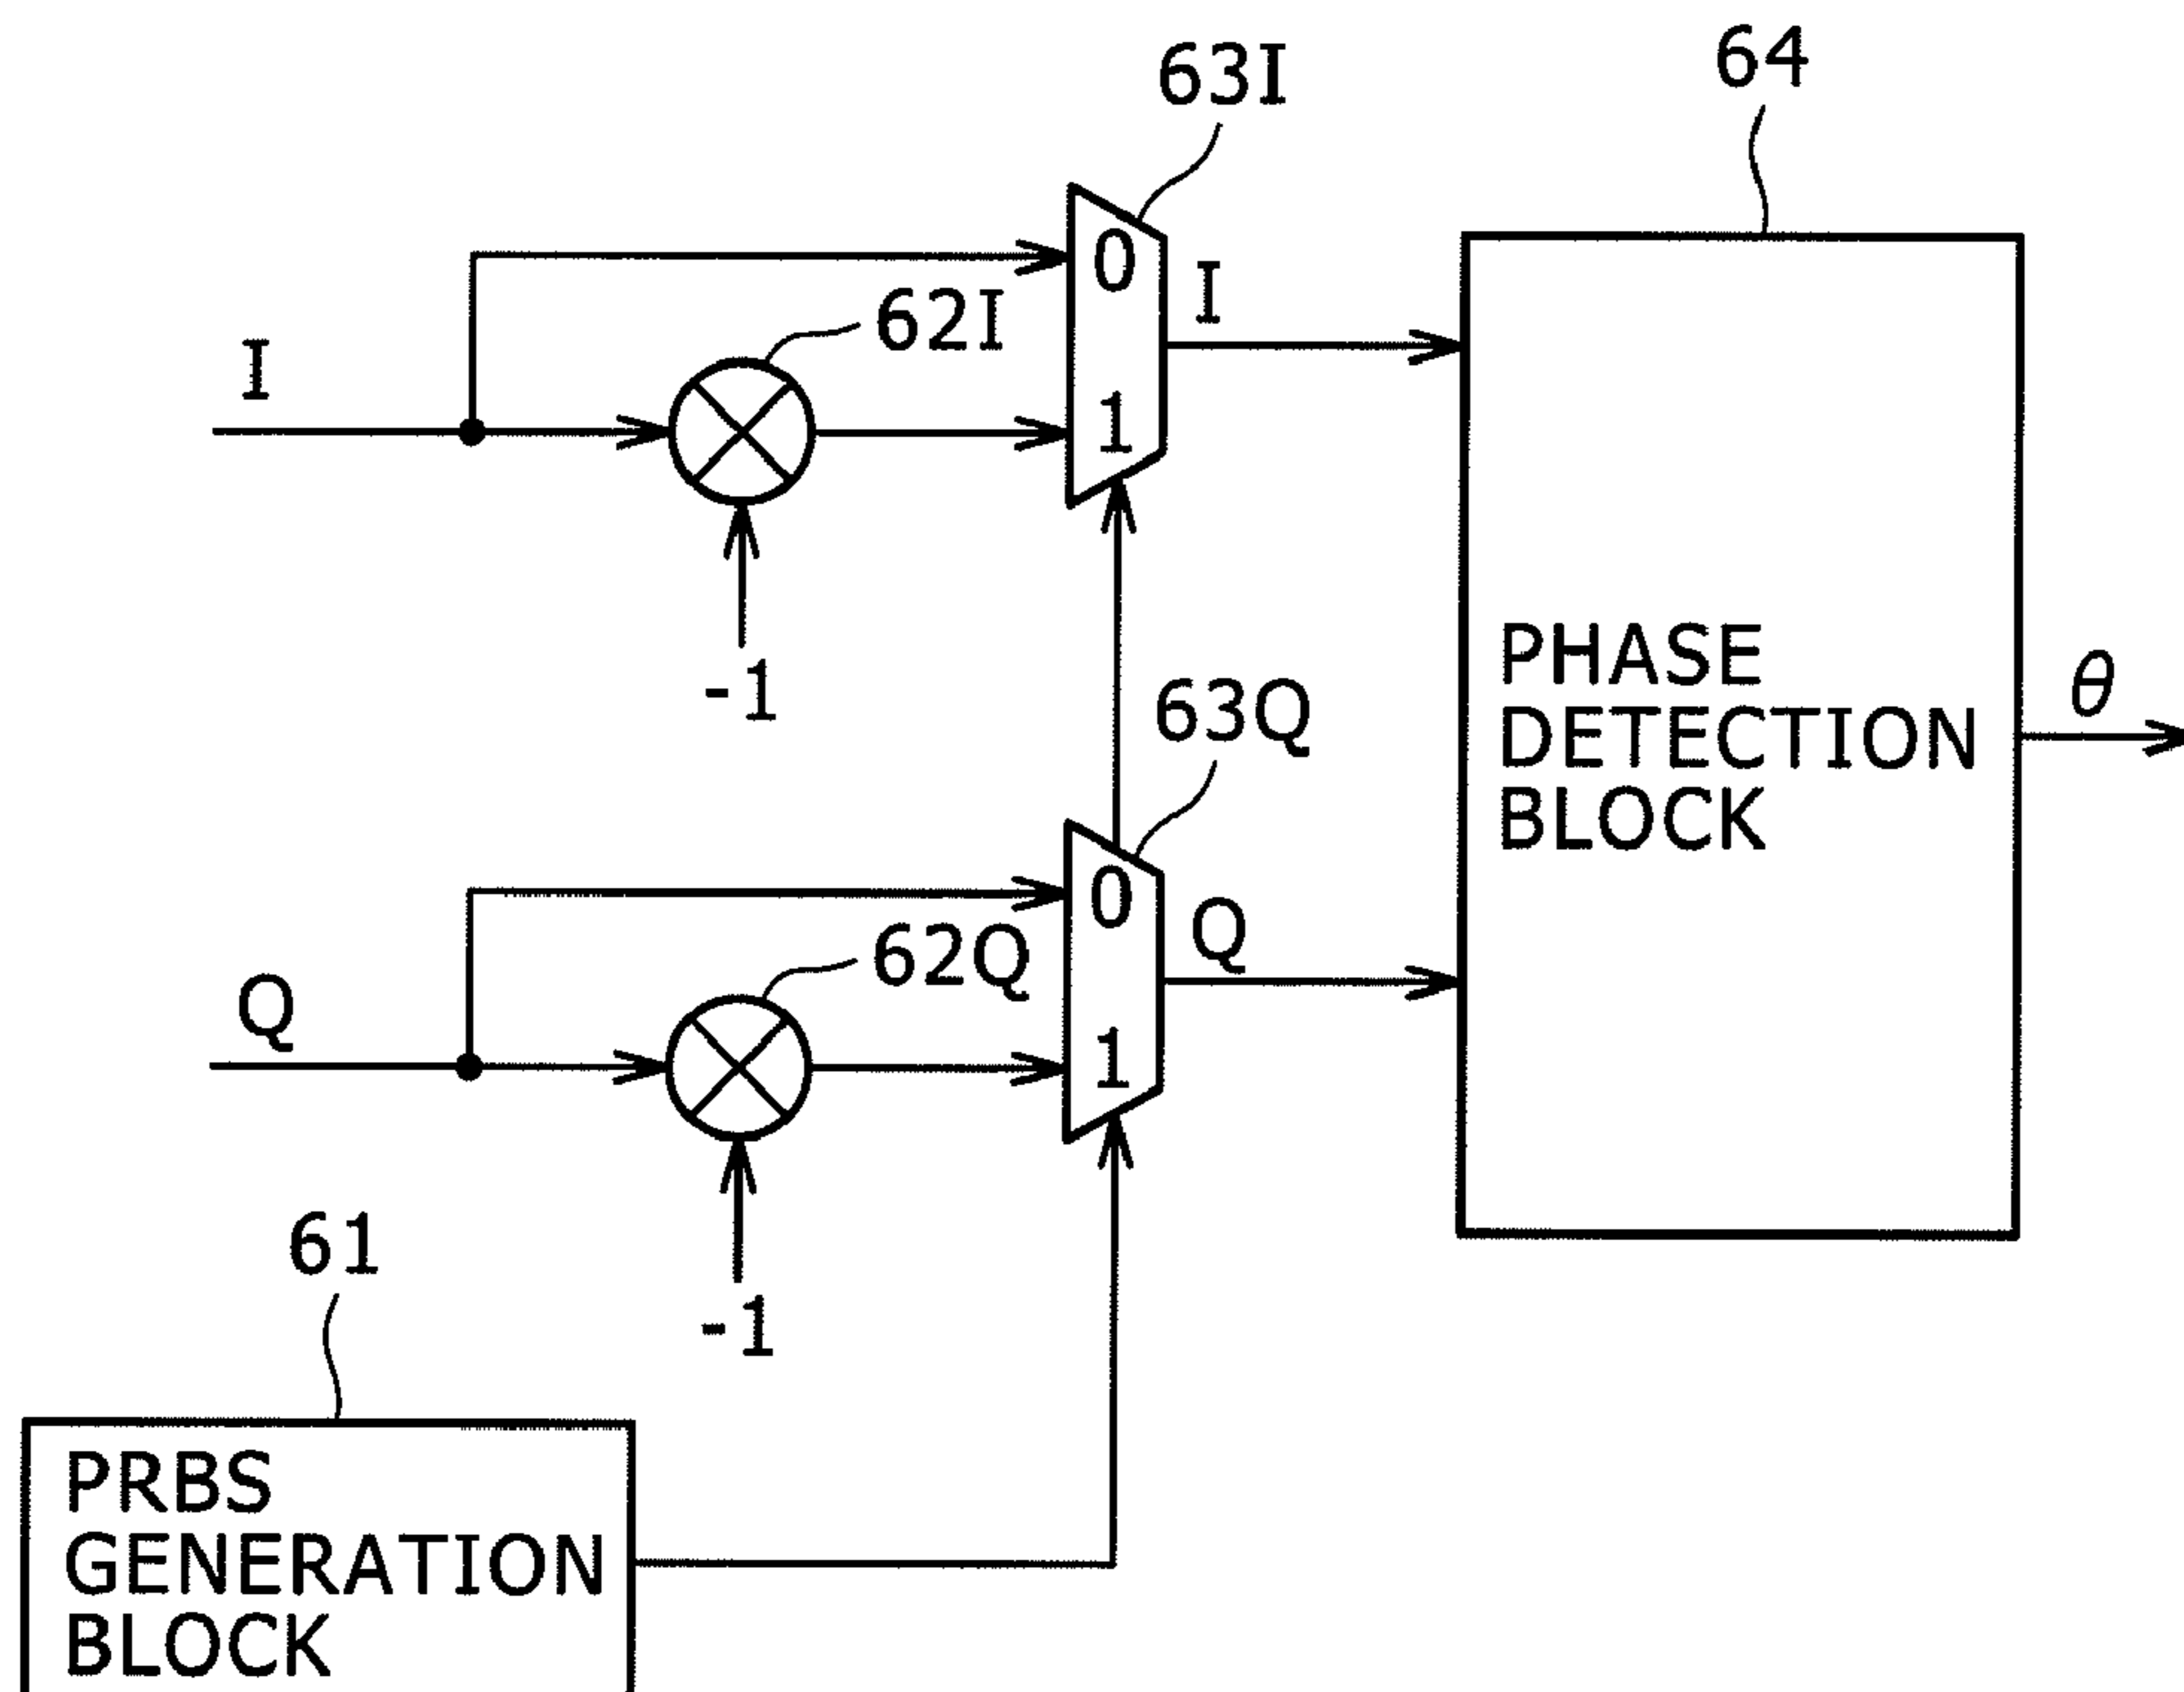 64
63I
0
I
62I
I
1
-1
PHASE
DETECTION
BLOCK
θ
63Q
0
Q
62Q
Q
1
-1
61
PRBS
GENERATION
BLOCK